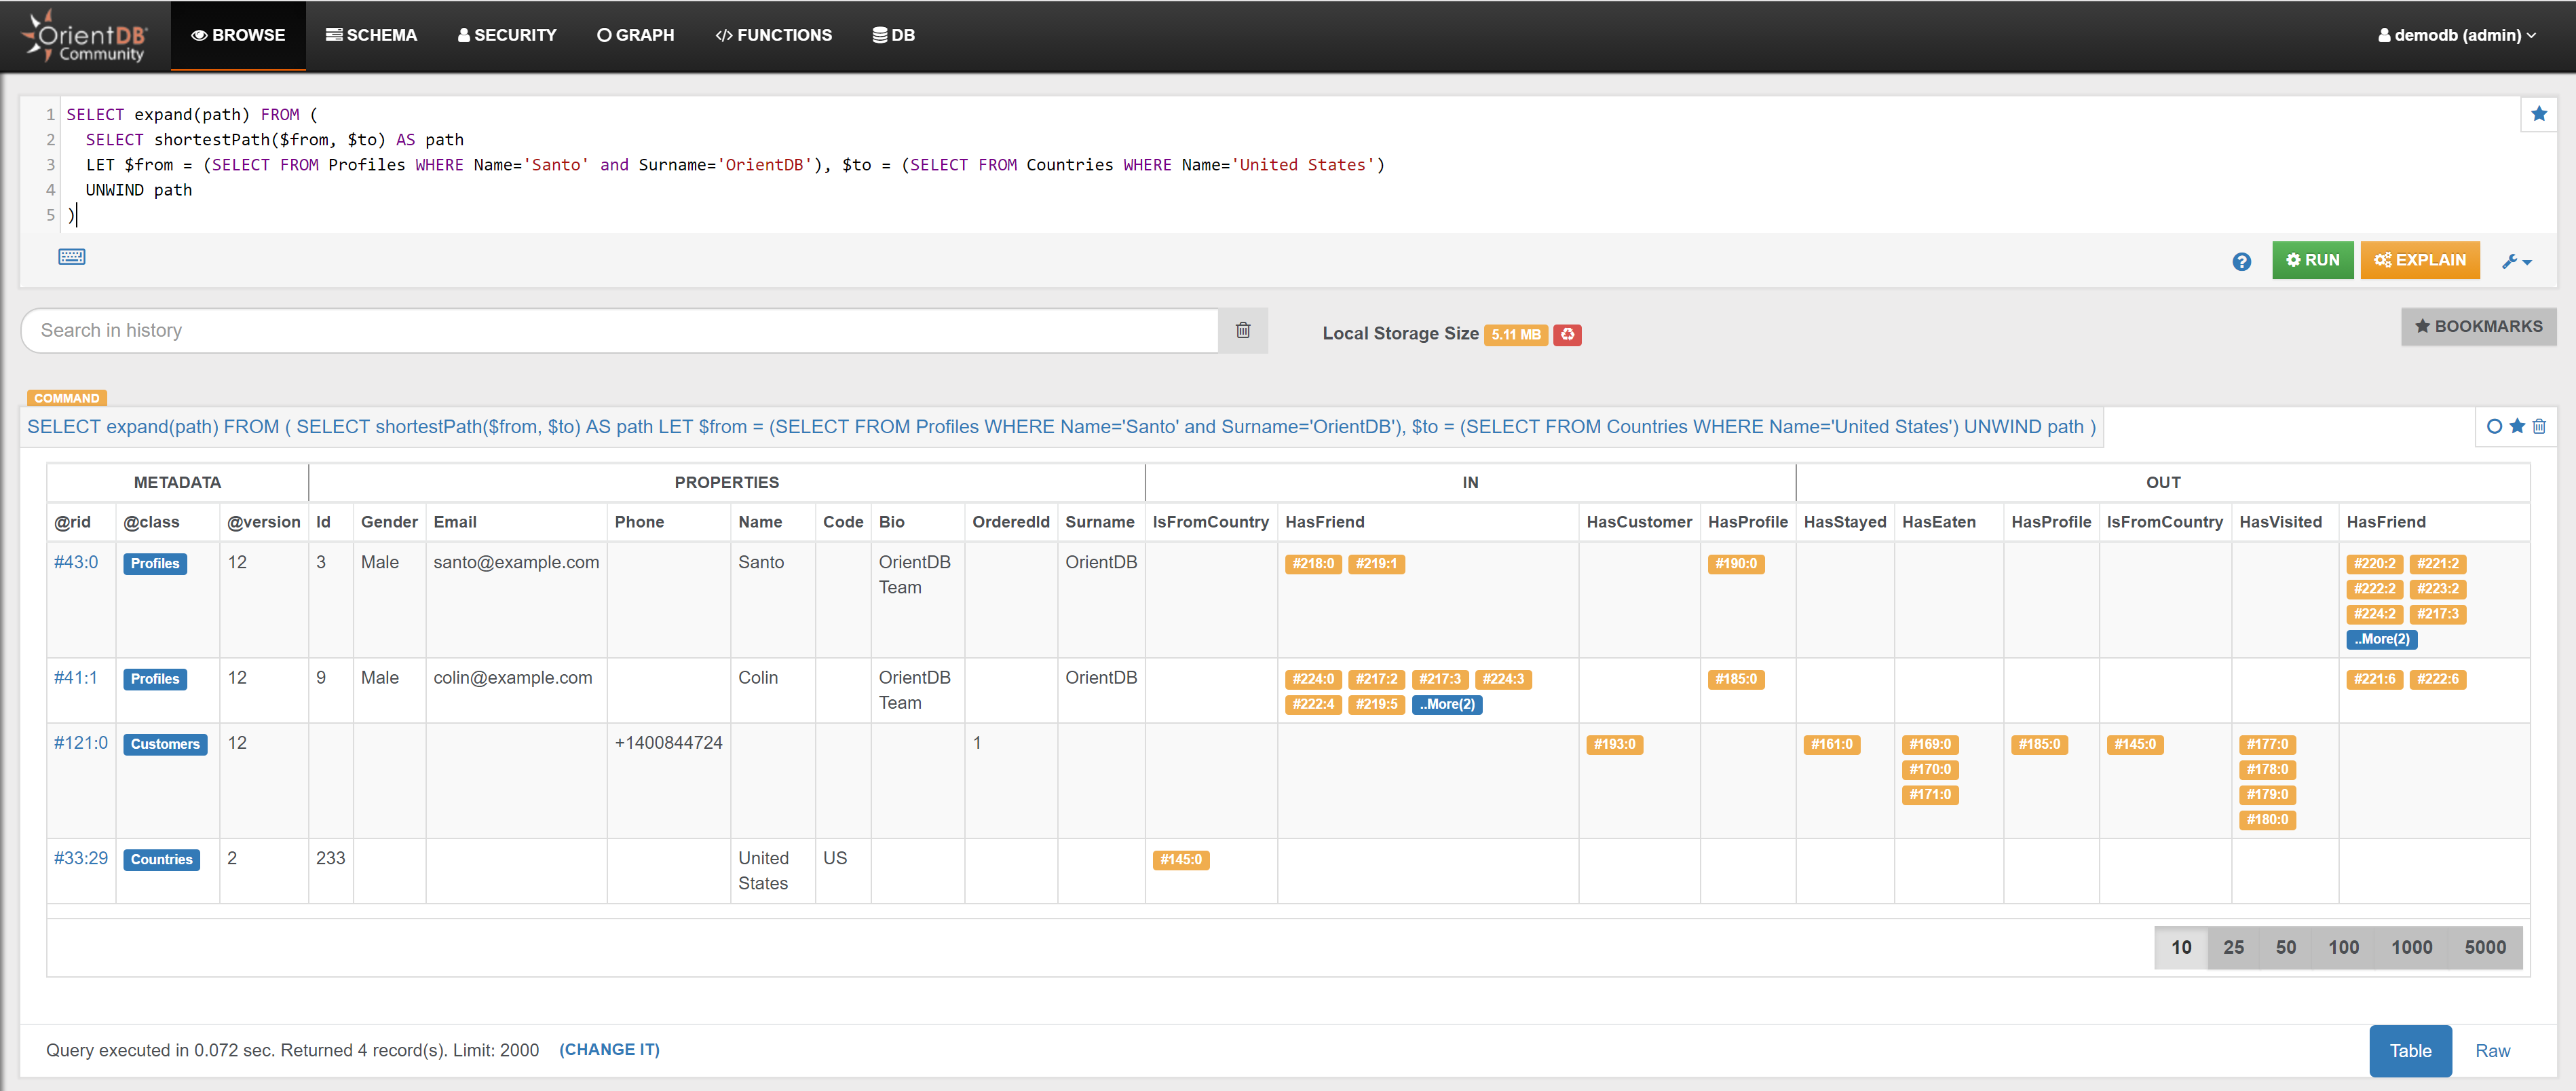 OrientDB
Community
BROWSE SCHEMA SECURITY GRAPH </> FUNCTIONS DB demodb (admin)
1 SELECT expand(path) FROM (
2 SELECT shortestPath($from, $to) AS path
3 LET $from = (SELECT FROM Profiles WHERE Name='Santo' and Surname='OrientDB'), $to = (SELECT FROM Countries WHERE Name='United States')
4 UNWIND path
5 )
? RUN EXPLAIN
Search in history Local Storage Size 5.11 MB BOOKMARKS
COMMAND
SELECT expand(path) FROM ( SELECT shortestPath($from, $to) AS path LET $from = (SELECT FROM Profiles WHERE Name='Santo' and Surname='OrientDB'), $to = (SELECT FROM Countries WHERE Name='United States') UNWIND path )
METADATA PROPERTIES IN OUT
@rid @class @version Id Gender Email Phone Name Code Bio OrderedId Surname IsFromCountry HasFriend HasCustomer HasProfile HasStayed HasEaten HasProfile IsFromCountry HasVisited HasFriend
#43:0 Profiles 12 3 Male santo@example.com Santo OrientDB OrientDB #218:0 #219:1 #190:0 #220:2 #221:2
Team #222:2 #223:2
#224:2 #217:3
..More(2)
#41:1 Profiles 12 9 Male colin@example.com Colin OrientDB OrientDB #224:0 #217:2 #217:3 #224:3 #185:0 #221:6 #222:6
Team #222:4 #219:5 ..More(2)
#121:0 Customers 12 +1400844724 1 #193:0 #161:0 #169:0 #185:0 #145:0 #177:0
#170:0 #178:0
#171:0 #179:0
#180:0
#33:29 Countries 2 233 United US #145:0
States
10 25 50 100 1000 5000
Query executed in 0.072 sec. Returned 4 record(s). Limit: 2000 (CHANGE IT) Table Raw